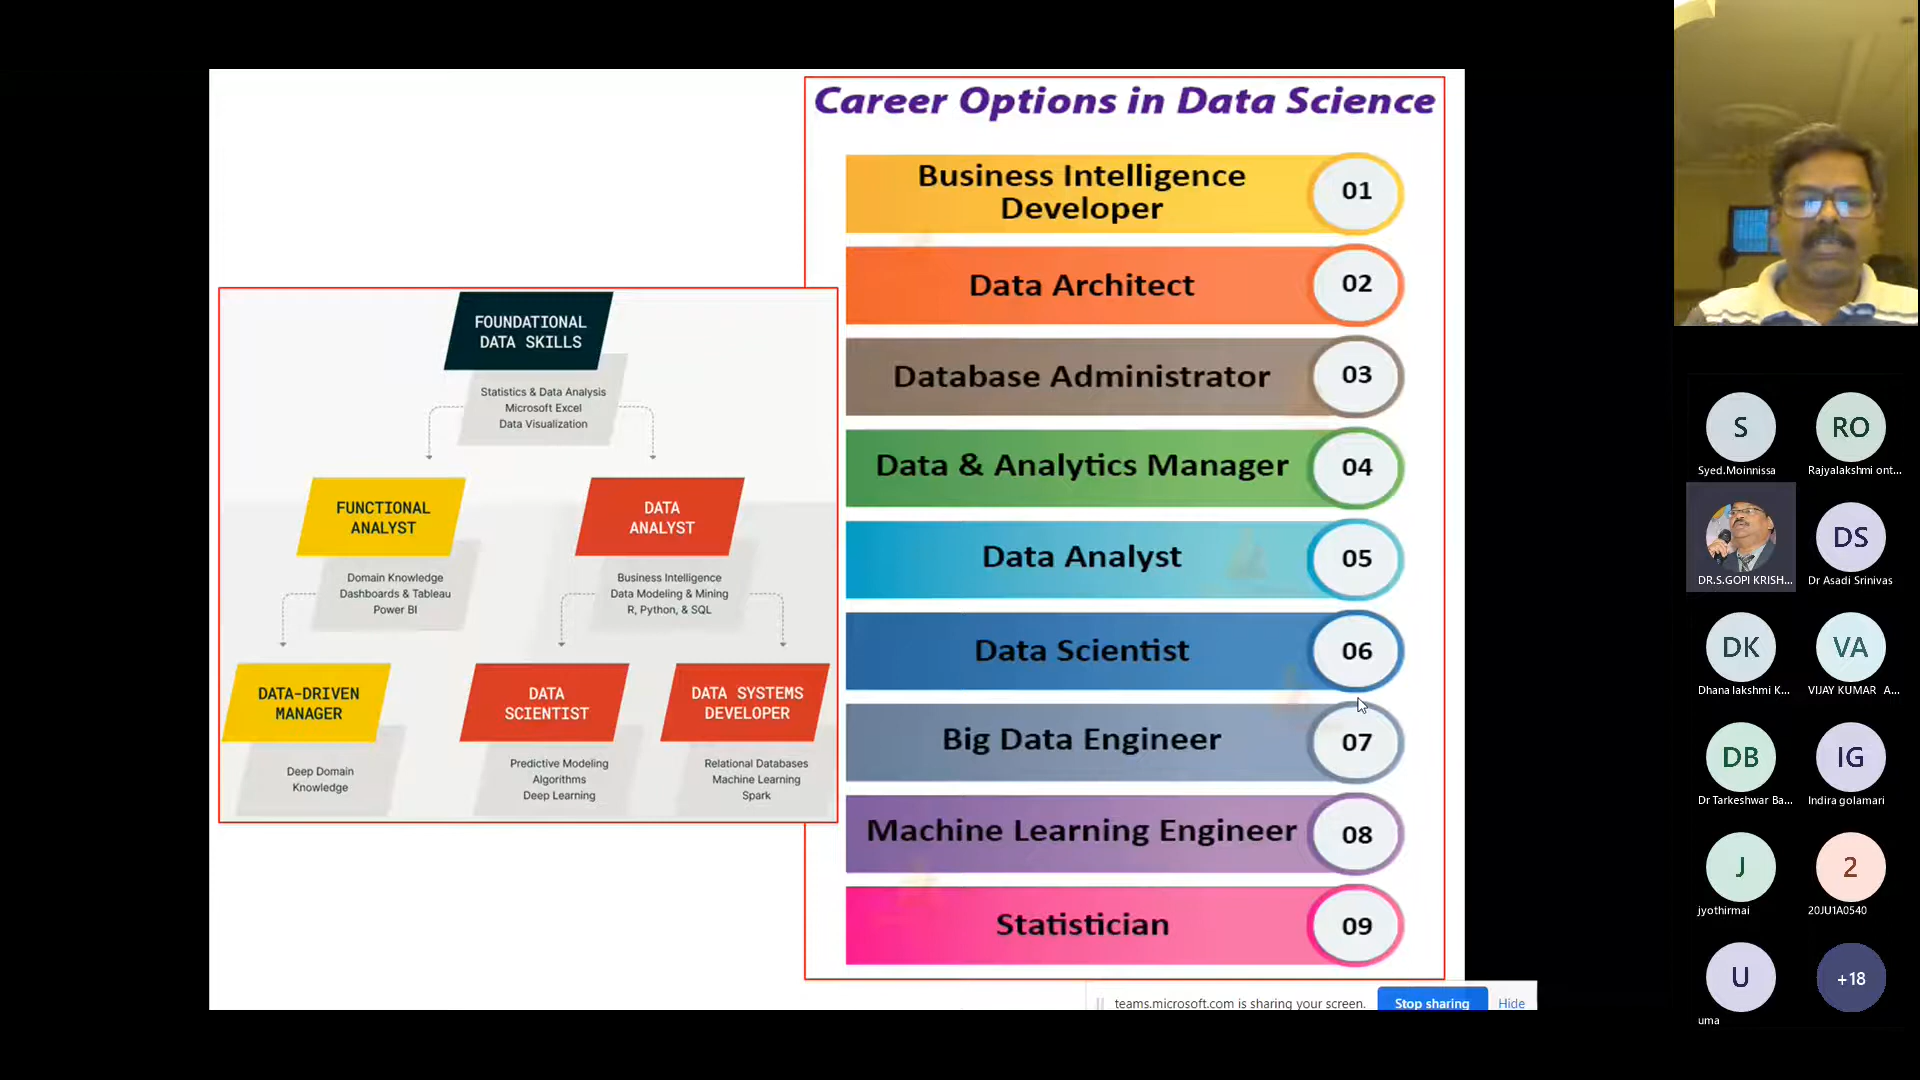 Career Options in Data Science
Business Intelligence
Developer
01
Data Architect
02
Database Administrator
03
Data & Analytics Manager
04
Data Analyst
05
Data Scientist
06
Big Data Engineer
07
Machine Learning Engineer
08
Statistician
09
FOUNDATIONAL
DATA SKILLS
Statistics & Data Analysis
Microsoft Excel
Data Visualization
FUNCTIONAL
ANALYST
Domain Knowledge
Dashboards & Tableau
Power BI
DATA
ANALYST
Business Intelligence
Data Modeling & Mining
R, Python, & SQL
DATA-DRIVEN
MANAGER
Deep Domain
Knowledge
DATA
SCIENTIST
Predictive Modeling
Algorithms
Deep Learning
DATA SYSTEMS
DEVELOPER
Relational Databases
Machine Learning
Spark
teams.microsoft.com is sharing your screen.
Stop sharing
Hide
S
Syed.Moinnissa
RO
Rajyalakshmi ont...
DR.S.GOPI KRISH...
DS
Dr Asadi Srinivas
DK
Dhana lakshmi K...
VA
VIJAY KUMAR A...
DB
Dr Tarkeshwar Ba...
IG
Indira golamari
J
jyothirmai
2
20JU1A0540
U
uma
+18